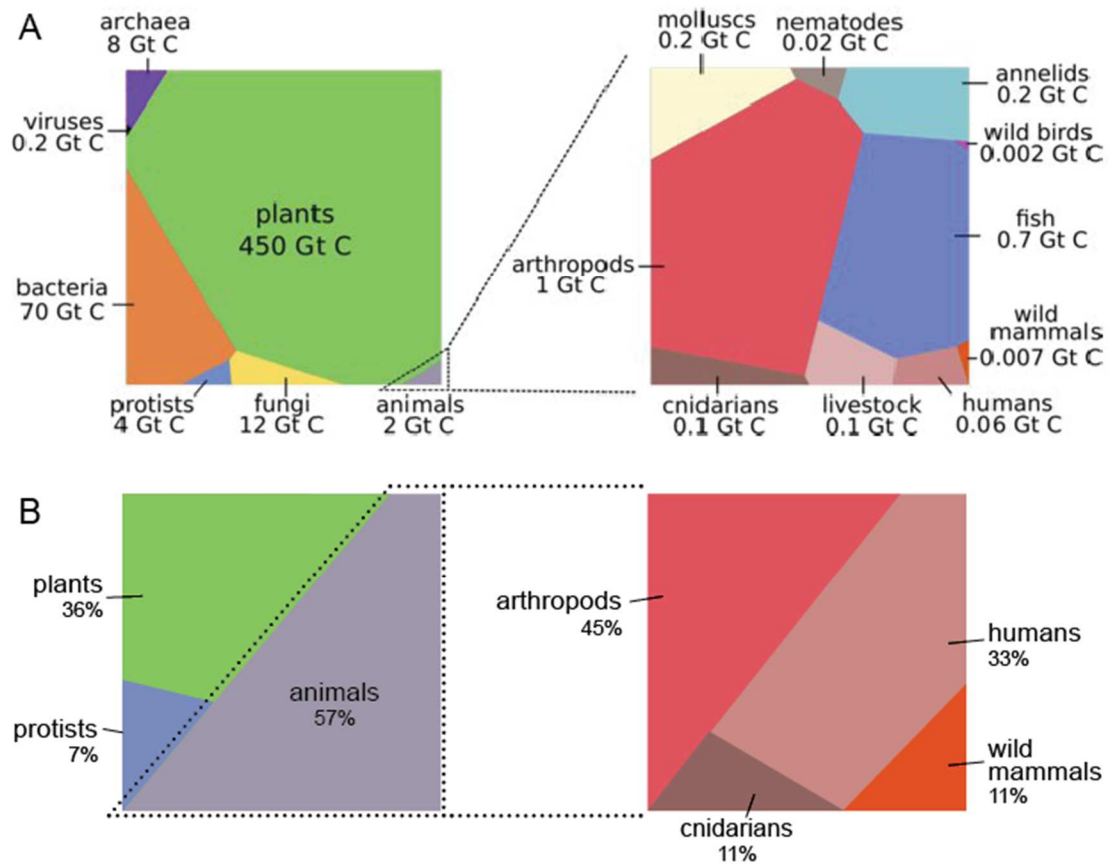 A
archaea
8 Gt C
viruses
0.2 Gt C
plants
450 Gt C
bacteria
70 Gt C
protists
4 Gt C
fungi
12 Gt C
animals
2 Gt C
molluscs
0.2 Gt C
nematodes
0.02 Gt C
annelids
0.2 Gt C
wild birds
0.002 Gt C
fish
0.7 Gt C
arthropods
1 Gt C
wild
mammals
0.007 Gt C
cnidarians
0.1 Gt C
livestock
0.1 Gt C
humans
0.06 Gt C
B
plants
36%
animals
57%
protists
7%
arthropods
45%
humans
33%
wild
mammals
11%
cnidarians
11%